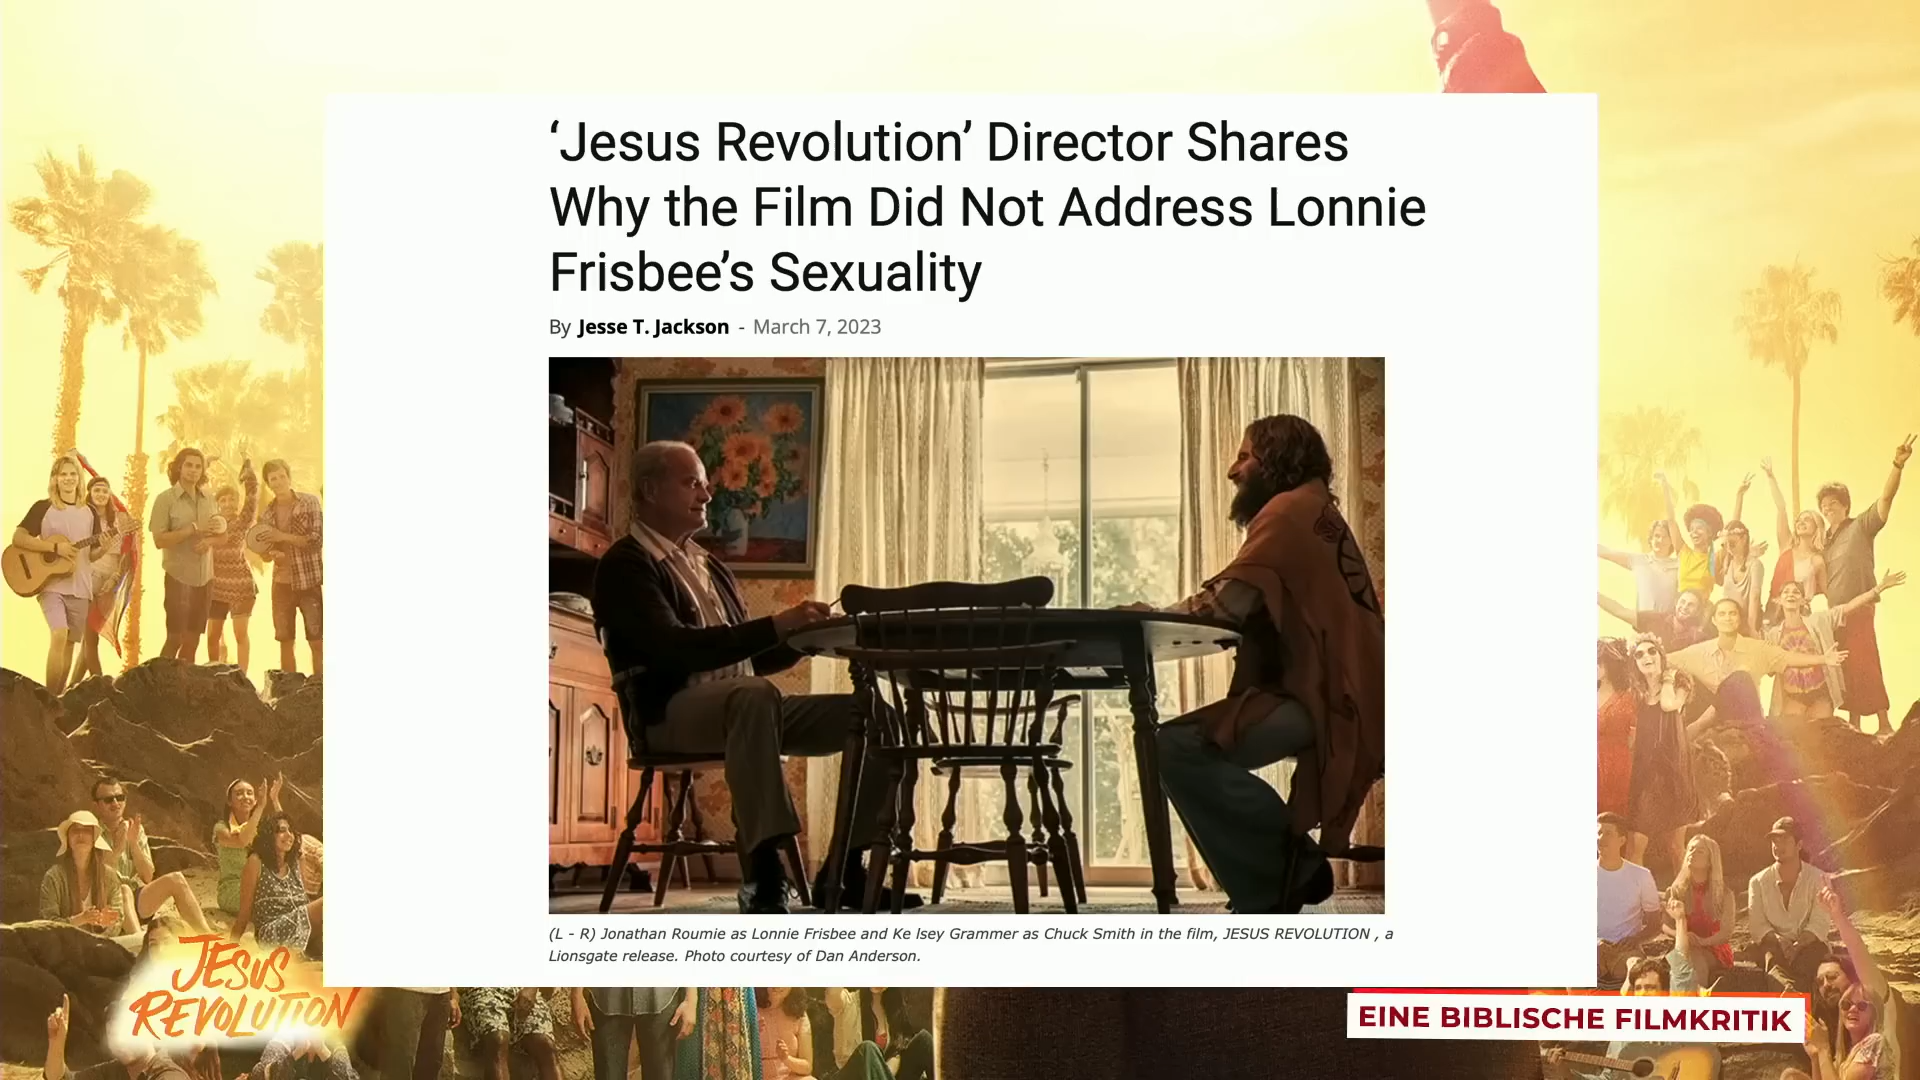 ‘Jesus Revolution’ Director Shares
Why the Film Did Not Address Lonnie
Frisbee’s Sexuality
By Jesse T. Jackson - March 7, 2023
(L - R) Jonathan Roumie as Lonnie Frisbee and Ke lsey Grammer as Chuck Smith in the film, JESUS REVOLUTION , a
Lionsgate release. Photo courtesy of Dan Anderson.
JESUS
REVOLUTION
EINE BIBLISCHE FILMKRITIK